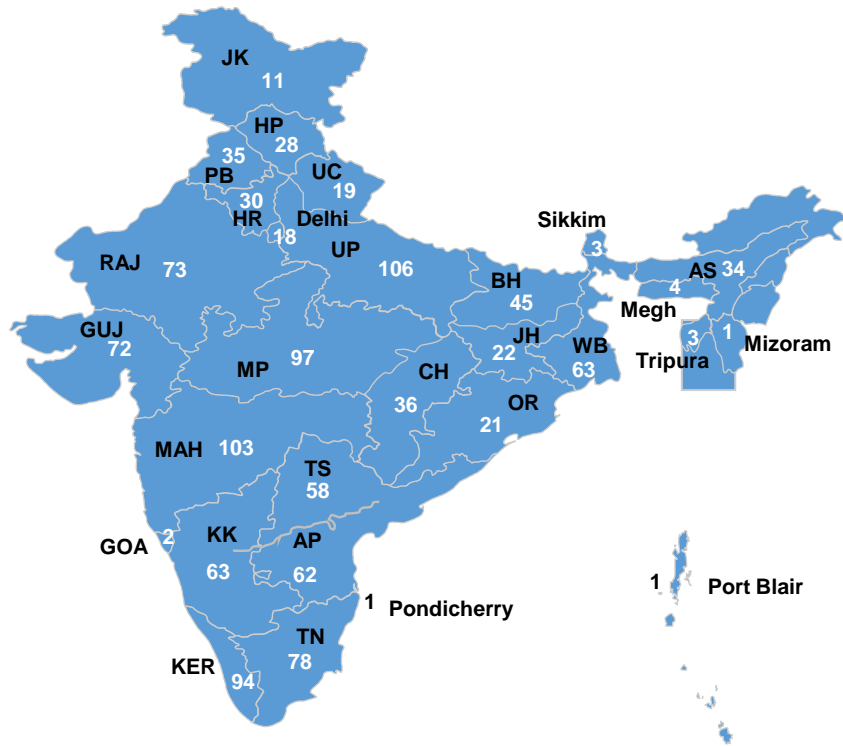 JK
11
HP
28
35
PB
UC
19
30
HR
Delhi
18
Sikkim
3
UP
106
RAJ
73
AS
34
BH
45
4
Megh
GUJ
72
JH
22
WB
63
3
Tripura
1
Mizoram
MP
97
CH
36
OR
21
MAH
103
TS
58
GOA
2
KK
63
AP
62
1
Port Blair
1
Pondicherry
TN
78
KER
94